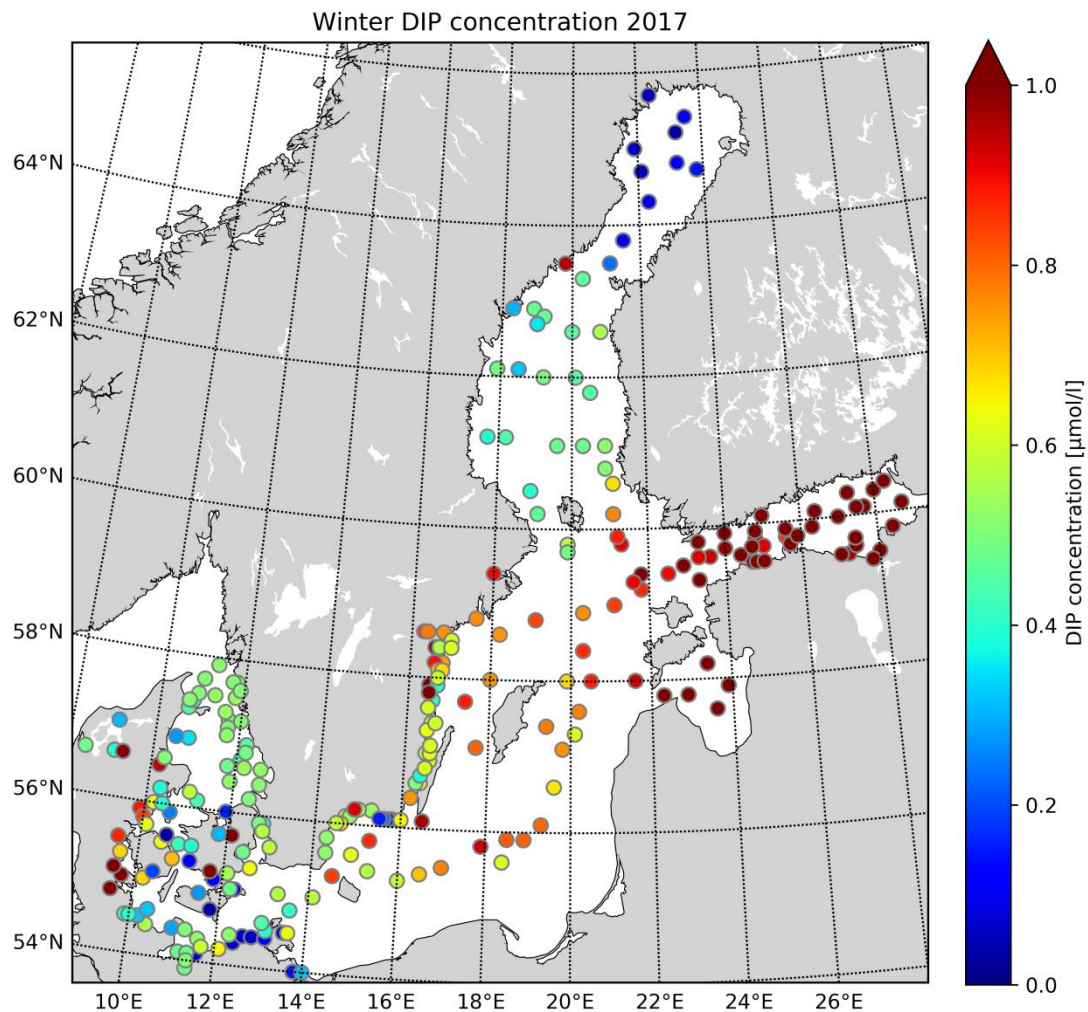 Winter DIP concentration 2017
64°N
62°N
60°N
58°N
56°N
54°N
10°E 12°E 14°E 16°E 18°E 20°E 22°E 24°E 26°E
1.0
0.8
0.6
0.4
0.2
0.0
DIP concentration [umol/l]